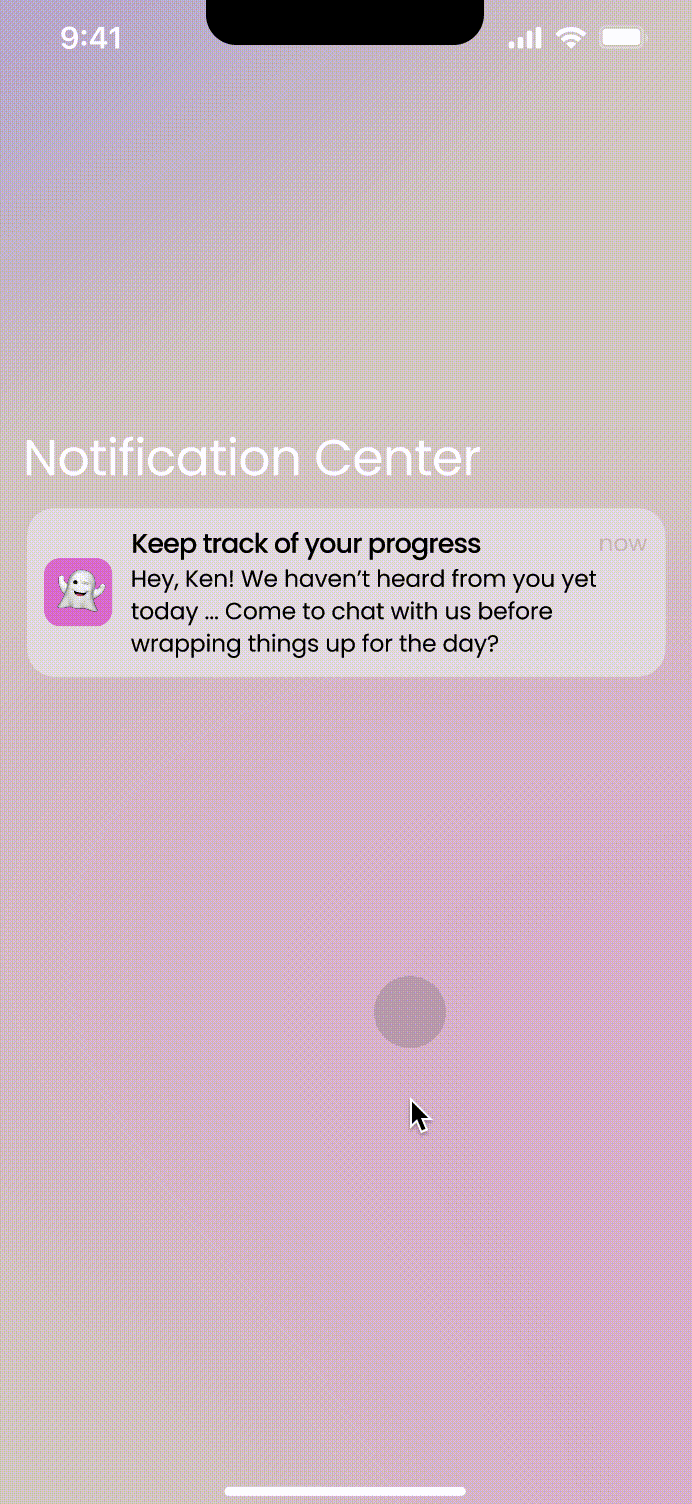 9:41
Notification Center
Keep track of your progress
now
Hey, Ken! We haven’t heard from you yet
today ... Come to chat with us before
wrapping things up for the day?